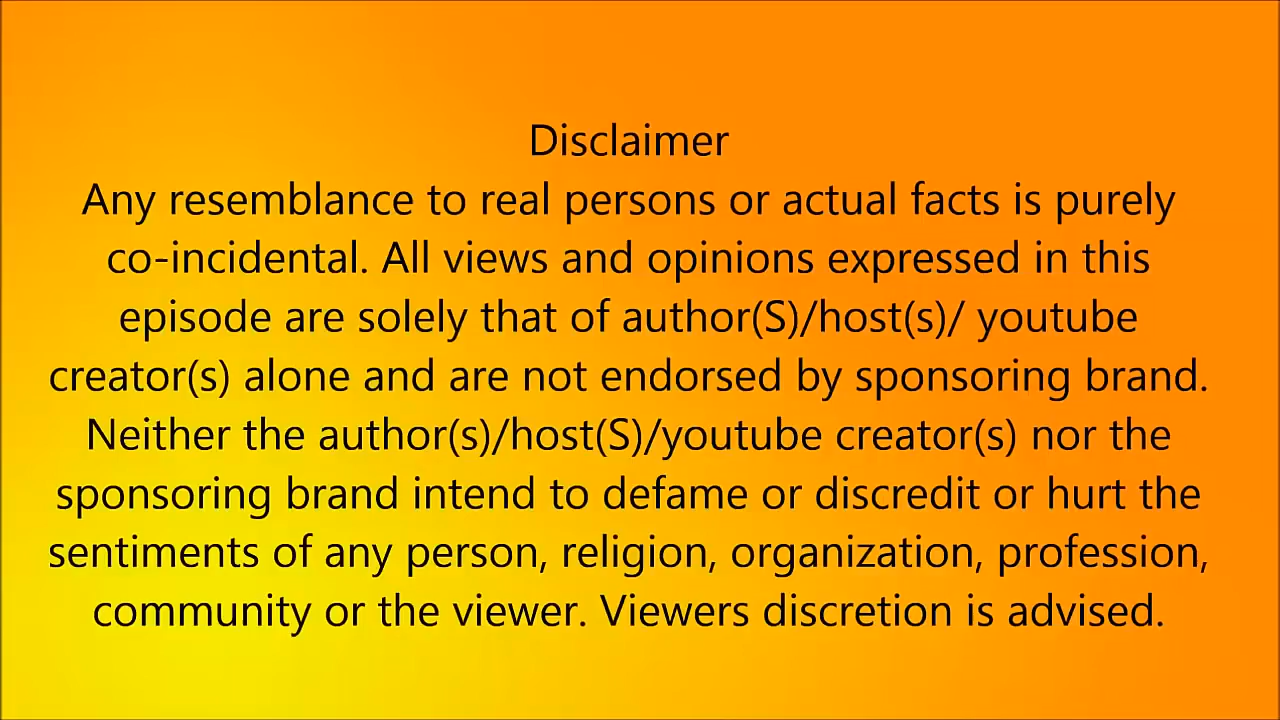 Disclaimer
Any resemblance to real persons or actual facts is purely
co-incidental. All views and opinions expressed in this
episode are solely that of author(S)/host(s)/ youtube
creator(s) alone and are not endorsed by sponsoring brand.
Neither the author(s)/host(S)/youtube creator(s) nor the
sponsoring brand intend to defame or discredit or hurt the
sentiments of any person, religion, organization, profession,
community or the viewer. Viewers discretion is advised.